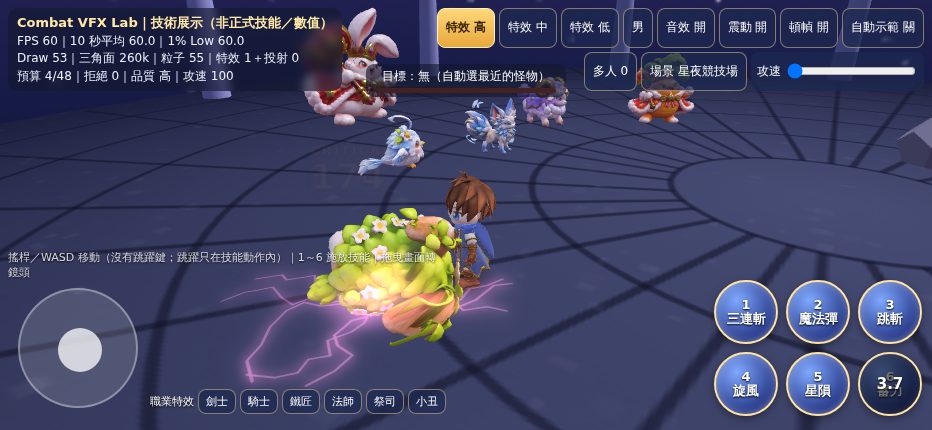 Combat VFX Lab｜技術展示（非正式技能／數值）
FPS 60｜10 秒平均 60.0｜1% Low 60.0
Draw 53｜三角面 260k｜粒子 55｜特效 1＋投射 0
預算 4/48｜拒絕 0｜品質 高｜攻速 100
特效 高
特效 中
特效 低
男
音效 開
震動 開
頓幀 開
自動示範 關
目標：無（自動選最近的怪物）
多人 0
場景 星夜競技場
攻速
174
搖桿／WASD 移動（沒有跳躍鍵；跳躍只在技能動作內）｜1～6 施放技能｜拖曳畫面轉
鏡頭
1
三連斬
2
魔法彈
3
跳斬
4
旋風
5
星隕
6
蓄力
3.7
職業特效
劍士
騎士
鐵匠
法師
祭司
小丑